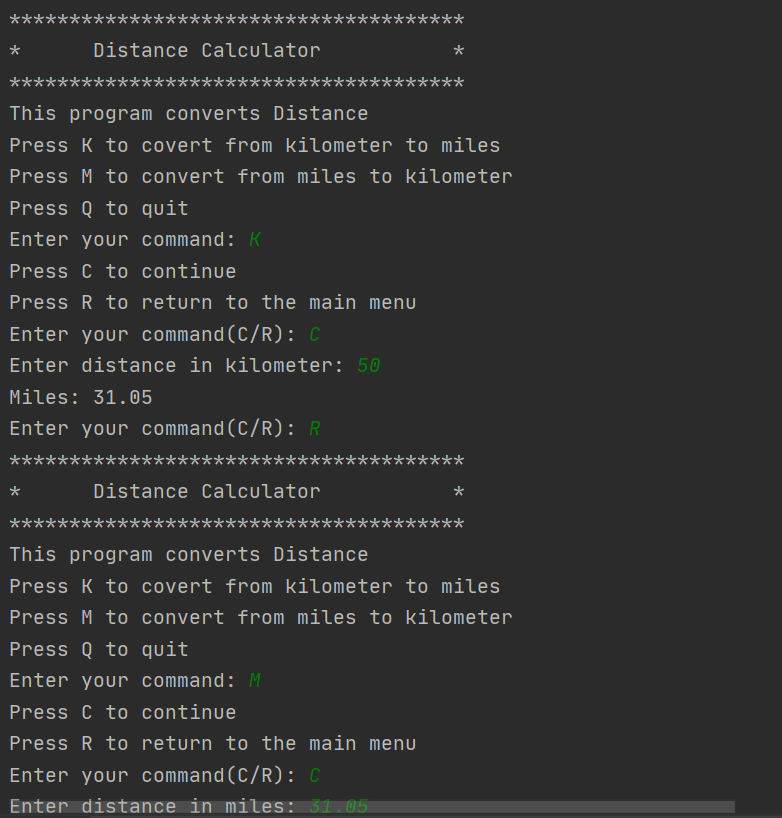 **************************************
*      Distance Calculator           *
**************************************
This program converts Distance
Press K to covert from kilometer to miles
Press M to convert from miles to kilometer
Press Q to quit
Enter your command: K
Press C to continue
Press R to return to the main menu
Enter your command(C/R): C
Enter distance in kilometer: 50
Miles: 31.05
Enter your command(C/R): R
**************************************
*      Distance Calculator           *
**************************************
This program converts Distance
Press K to covert from kilometer to miles
Press M to convert from miles to kilometer
Press Q to quit
Enter your command: M
Press C to continue
Press R to return to the main menu
Enter your command(C/R): C
Enter distance in miles: 31.05